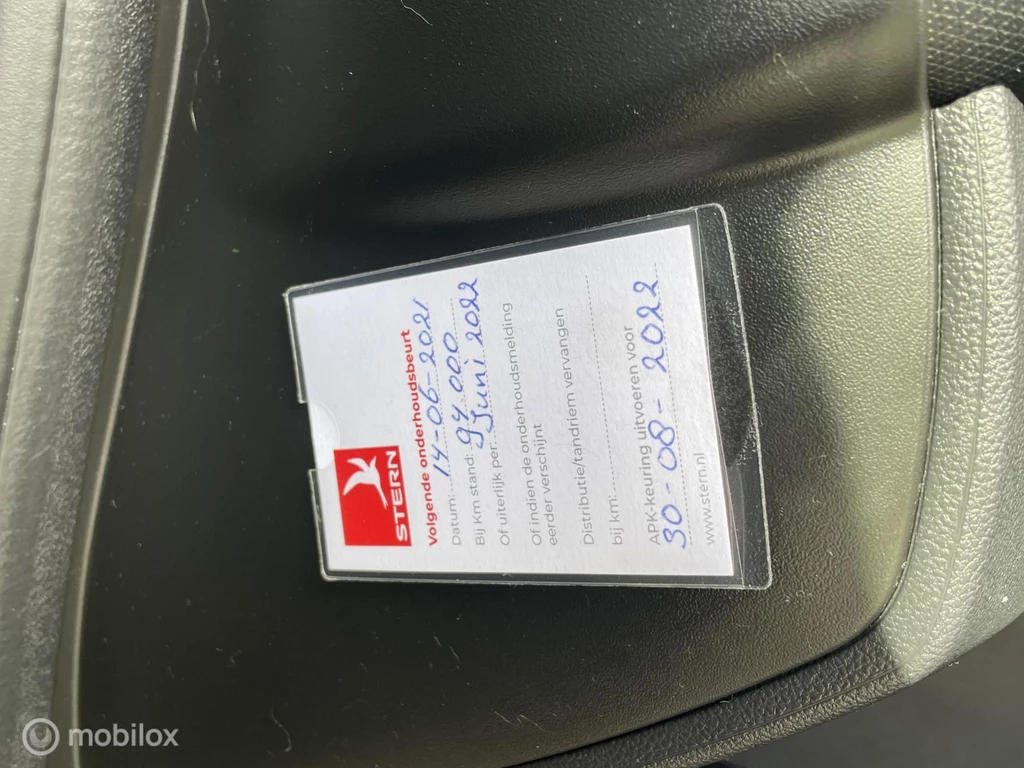 STERN
Volgende onderhoudsbeurt
Datum: 14-06-2021
Bij Km stand: 97.000
Of uiterlijk per: Juni 2022
Of indien de onderhoudsmelding
eerder verschijnt
Distributie/tandriem vervangen
bij km:
APK-keuring uitvoeren voor
30-08-2022
www.stern.nl
mobilox